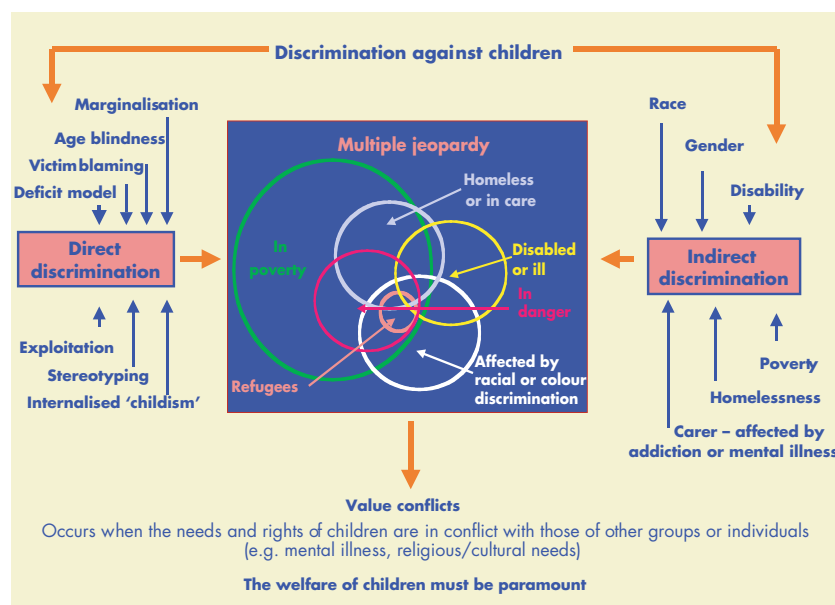 Discrimination against children
Marginalisation
Age blindness
Victimblaming
Deficit model
Direct
discrimination
Exploitation
Stereotyping
Internalised ‘childism’
Multiple jeopardy
Homeless
or in care
In
poverty
Disabled
or ill
In
danger
Refugees
Affected by
racial or colour
discrimination
Race
Gender
Disability
Indirect
discrimination
Poverty
Homelessness
Carer – affected by
addiction or mental illness
Value conflicts
Occurs when the needs and rights of children are in conflict with those of other groups or individuals
(e.g. mental illness, religious/cultural needs)
The welfare of children must be paramount